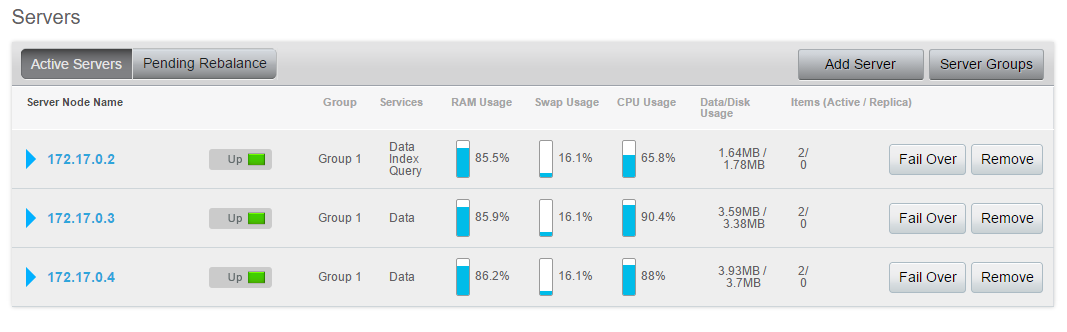 Servers
Active Servers Pending Rebalance Add Server Server Groups
Server Node Name Group Services RAM Usage Swap Usage CPU Usage Data/Disk Usage Items (Active / Replica)
172.17.0.2 Up Group 1 Data Index Query 85.5% 16.1% 65.8% 1.64MB / 1.78MB 2/ 0 Fail Over Remove
172.17.0.3 Up Group 1 Data 85.9% 16.1% 90.4% 3.59MB / 3.38MB 2/ 0 Fail Over Remove
172.17.0.4 Up Group 1 Data 86.2% 16.1% 88% 3.93MB / 3.7MB 2/ 0 Fail Over Remove